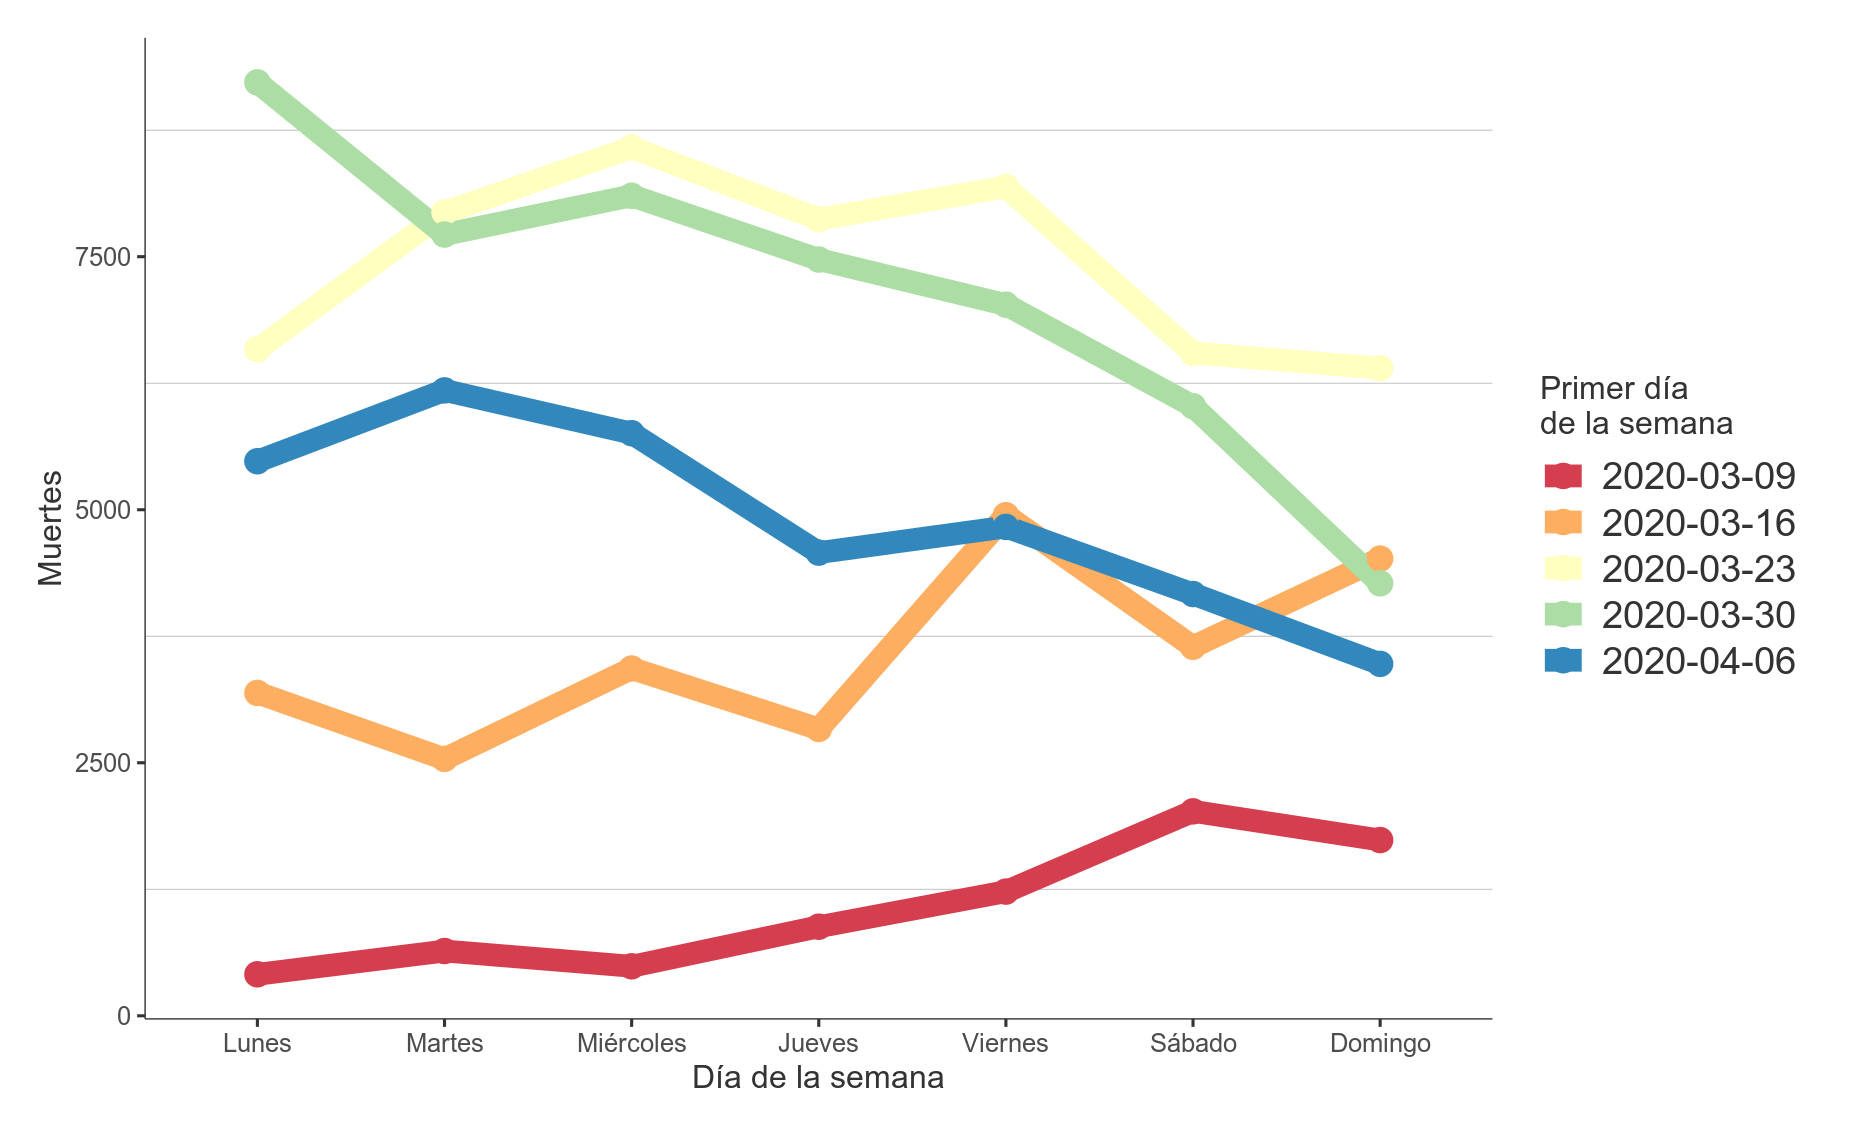 Muertes
7500
5000
2500
0
Lunes Martes Miércoles Jueves Viernes Sábado Domingo
Día de la semana
Primer día
de la semana
2020-03-09
2020-03-16
2020-03-23
2020-03-30
2020-04-06